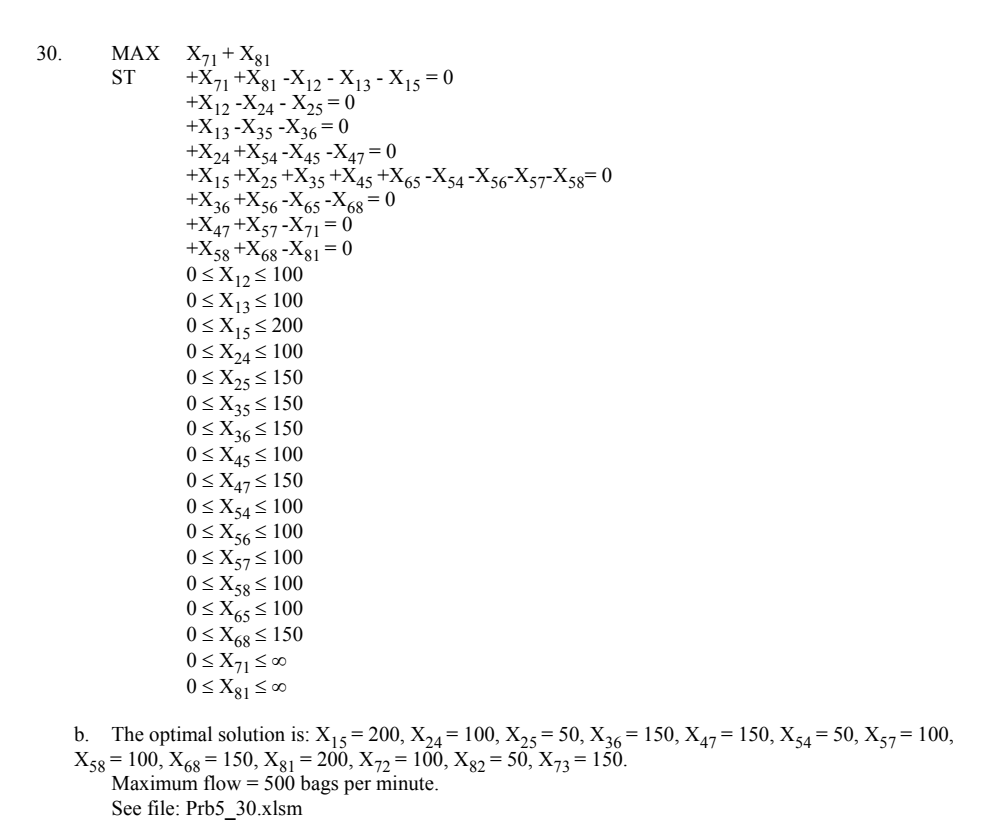 30. MAX X₇₁ + X₈₁
ST +X₇₁ +X₈₁ -X₁₂ - X₁₃ - X₁₅ = 0
+X₁₂ -X₂₄ - X₂₅ = 0
+X₁₃ -X₃₅ -X₃₆ = 0
+X₂₄ +X₅₄ -X₄₅ -X₄₇ = 0
+X₁₅ +X₂₅ +X₃₅ +X₄₅ +X₆₅ -X₅₄ -X₅₆-X₅₇-X₅₈= 0
+X₃₆ +X₅₆ -X₆₅ -X₆₈ = 0
+X₄₇ +X₅₇ -X₇₁ = 0
+X₅₈ +X₆₈ -X₈₁ = 0
0 ≤ X₁₂ ≤ 100
0 ≤ X₁₃ ≤ 100
0 ≤ X₁₅ ≤ 200
0 ≤ X₂₄ ≤ 100
0 ≤ X₂₅ ≤ 150
0 ≤ X₃₅ ≤ 150
0 ≤ X₃₆ ≤ 150
0 ≤ X₄₅ ≤ 100
0 ≤ X₄₇ ≤ 150
0 ≤ X₅₄ ≤ 100
0 ≤ X₅₆ ≤ 100
0 ≤ X₅₇ ≤ 100
0 ≤ X₅₈ ≤ 100
0 ≤ X₆₅ ≤ 100
0 ≤ X₆₈ ≤ 150
0 ≤ X₇₁ ≤ ∞
0 ≤ X₈₁ ≤ ∞
b. The optimal solution is: X₁₅ = 200, X₂₄ = 100, X₂₅ = 50, X₃₆ = 150, X₄₇ = 150, X₅₄ = 50, X₅₇ = 100,
X₅₈ = 100, X₆₈ = 150, X₈₁ = 200, X₇₂ = 100, X₈₂ = 50, X₇₃ = 150.
Maximum flow = 500 bags per minute.
See file: Prb5_30.xlsm